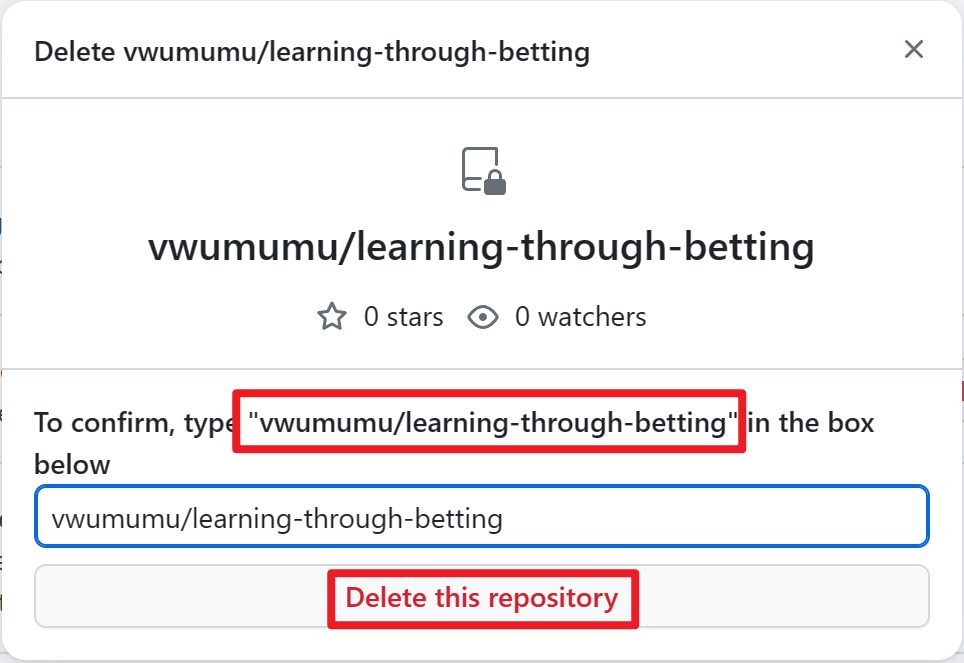 Delete vwumumu/learning-through-betting
vwumumu/learning-through-betting
0 stars 0 watchers
To confirm, type "vwumumu/learning-through-betting" in the box
below
vwumumu/learning-through-betting
Delete this repository